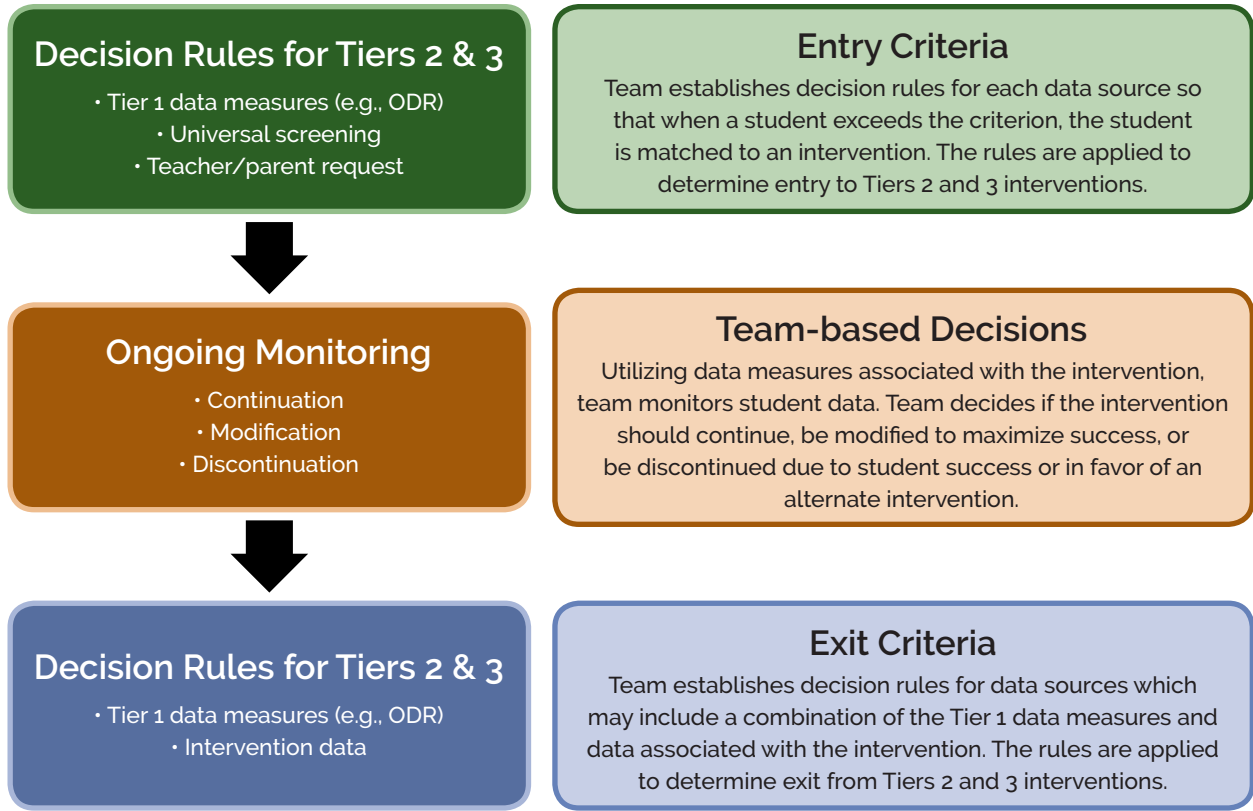 Decision Rules for Tiers 2 & 3
• Tier 1 data measures (e.g., ODR)
• Universal screening
• Teacher/parent request
Entry Criteria
Team establishes decision rules for each data source so
that when a student exceeds the criterion, the student
is matched to an intervention. The rules are applied to
determine entry to Tiers 2 and 3 interventions.
Ongoing Monitoring
• Continuation
• Modification
• Discontinuation
Team-based Decisions
Utilizing data measures associated with the intervention,
team monitors student data. Team decides if the intervention
should continue, be modified to maximize success, or
be discontinued due to student success or in favor of an
alternate intervention.
Decision Rules for Tiers 2 & 3
• Tier 1 data measures (e.g., ODR)
• Intervention data
Exit Criteria
Team establishes decision rules for data sources which
may include a combination of the Tier 1 data measures and
data associated with the intervention. The rules are applied
to determine exit from Tiers 2 and 3 interventions.